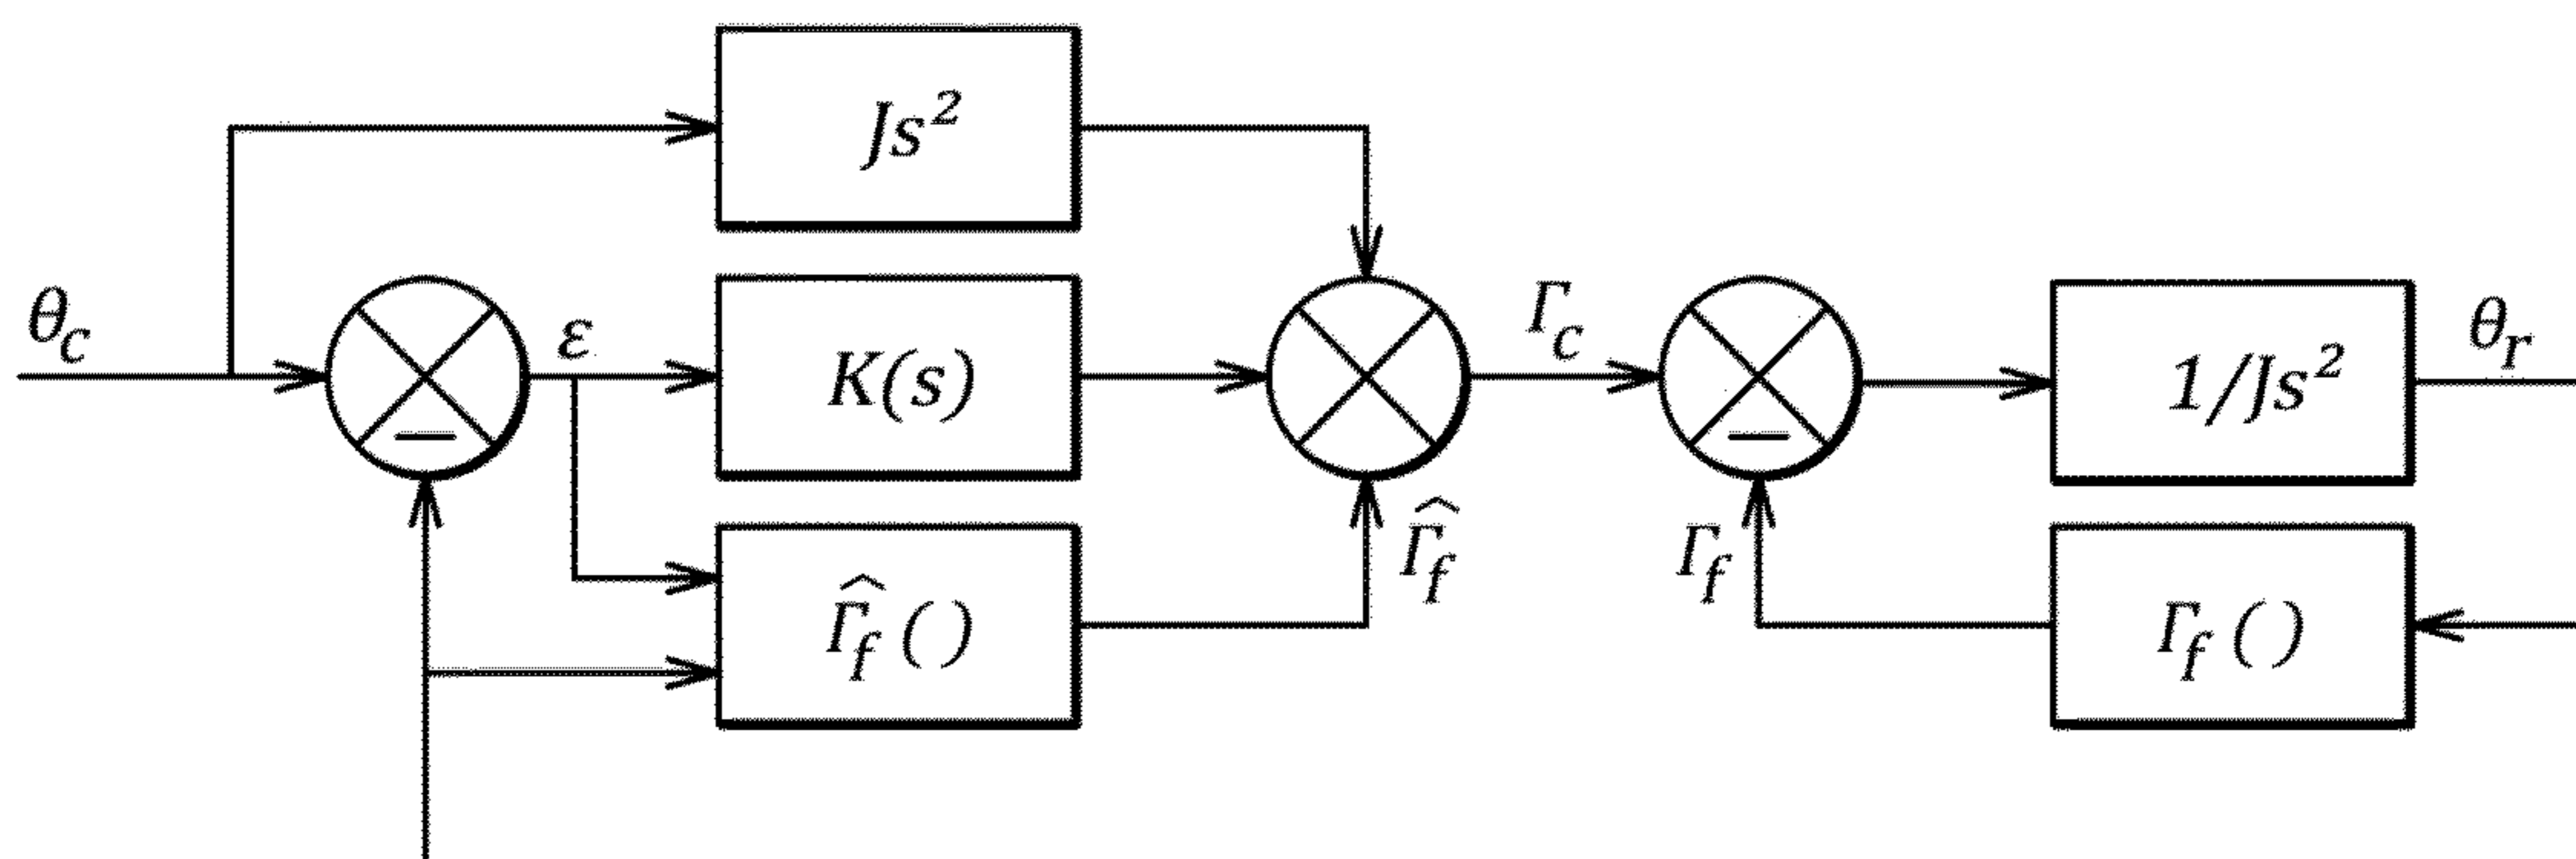 Js²
θc
ε
K(s)
Γc
1/Js²
θr
Γ̂f ( )
Γ̂f
Γf
Γf ( )